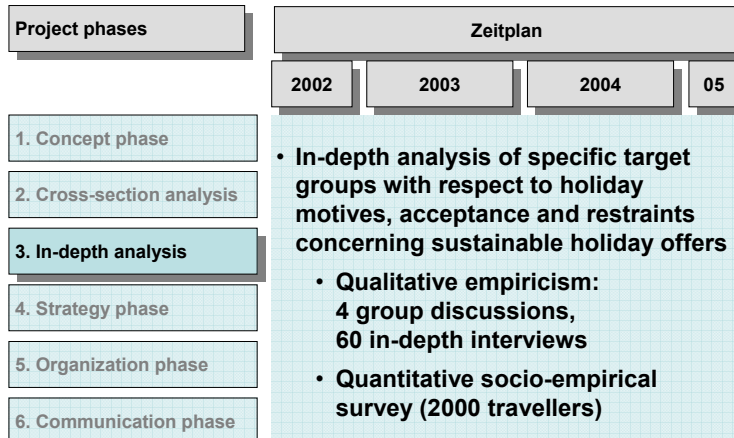 Project phases
Zeitplan
2002
2003
2004
05
1. Concept phase
2. Cross-section analysis
3. In-depth analysis
4. Strategy phase
5. Organization phase
6. Communication phase
• In-depth analysis of specific target
groups with respect to holiday
motives, acceptance and restraints
concerning sustainable holiday offers
• Qualitative empiricism:
4 group discussions,
60 in-depth interviews
• Quantitative socio-empirical
survey (2000 travellers)